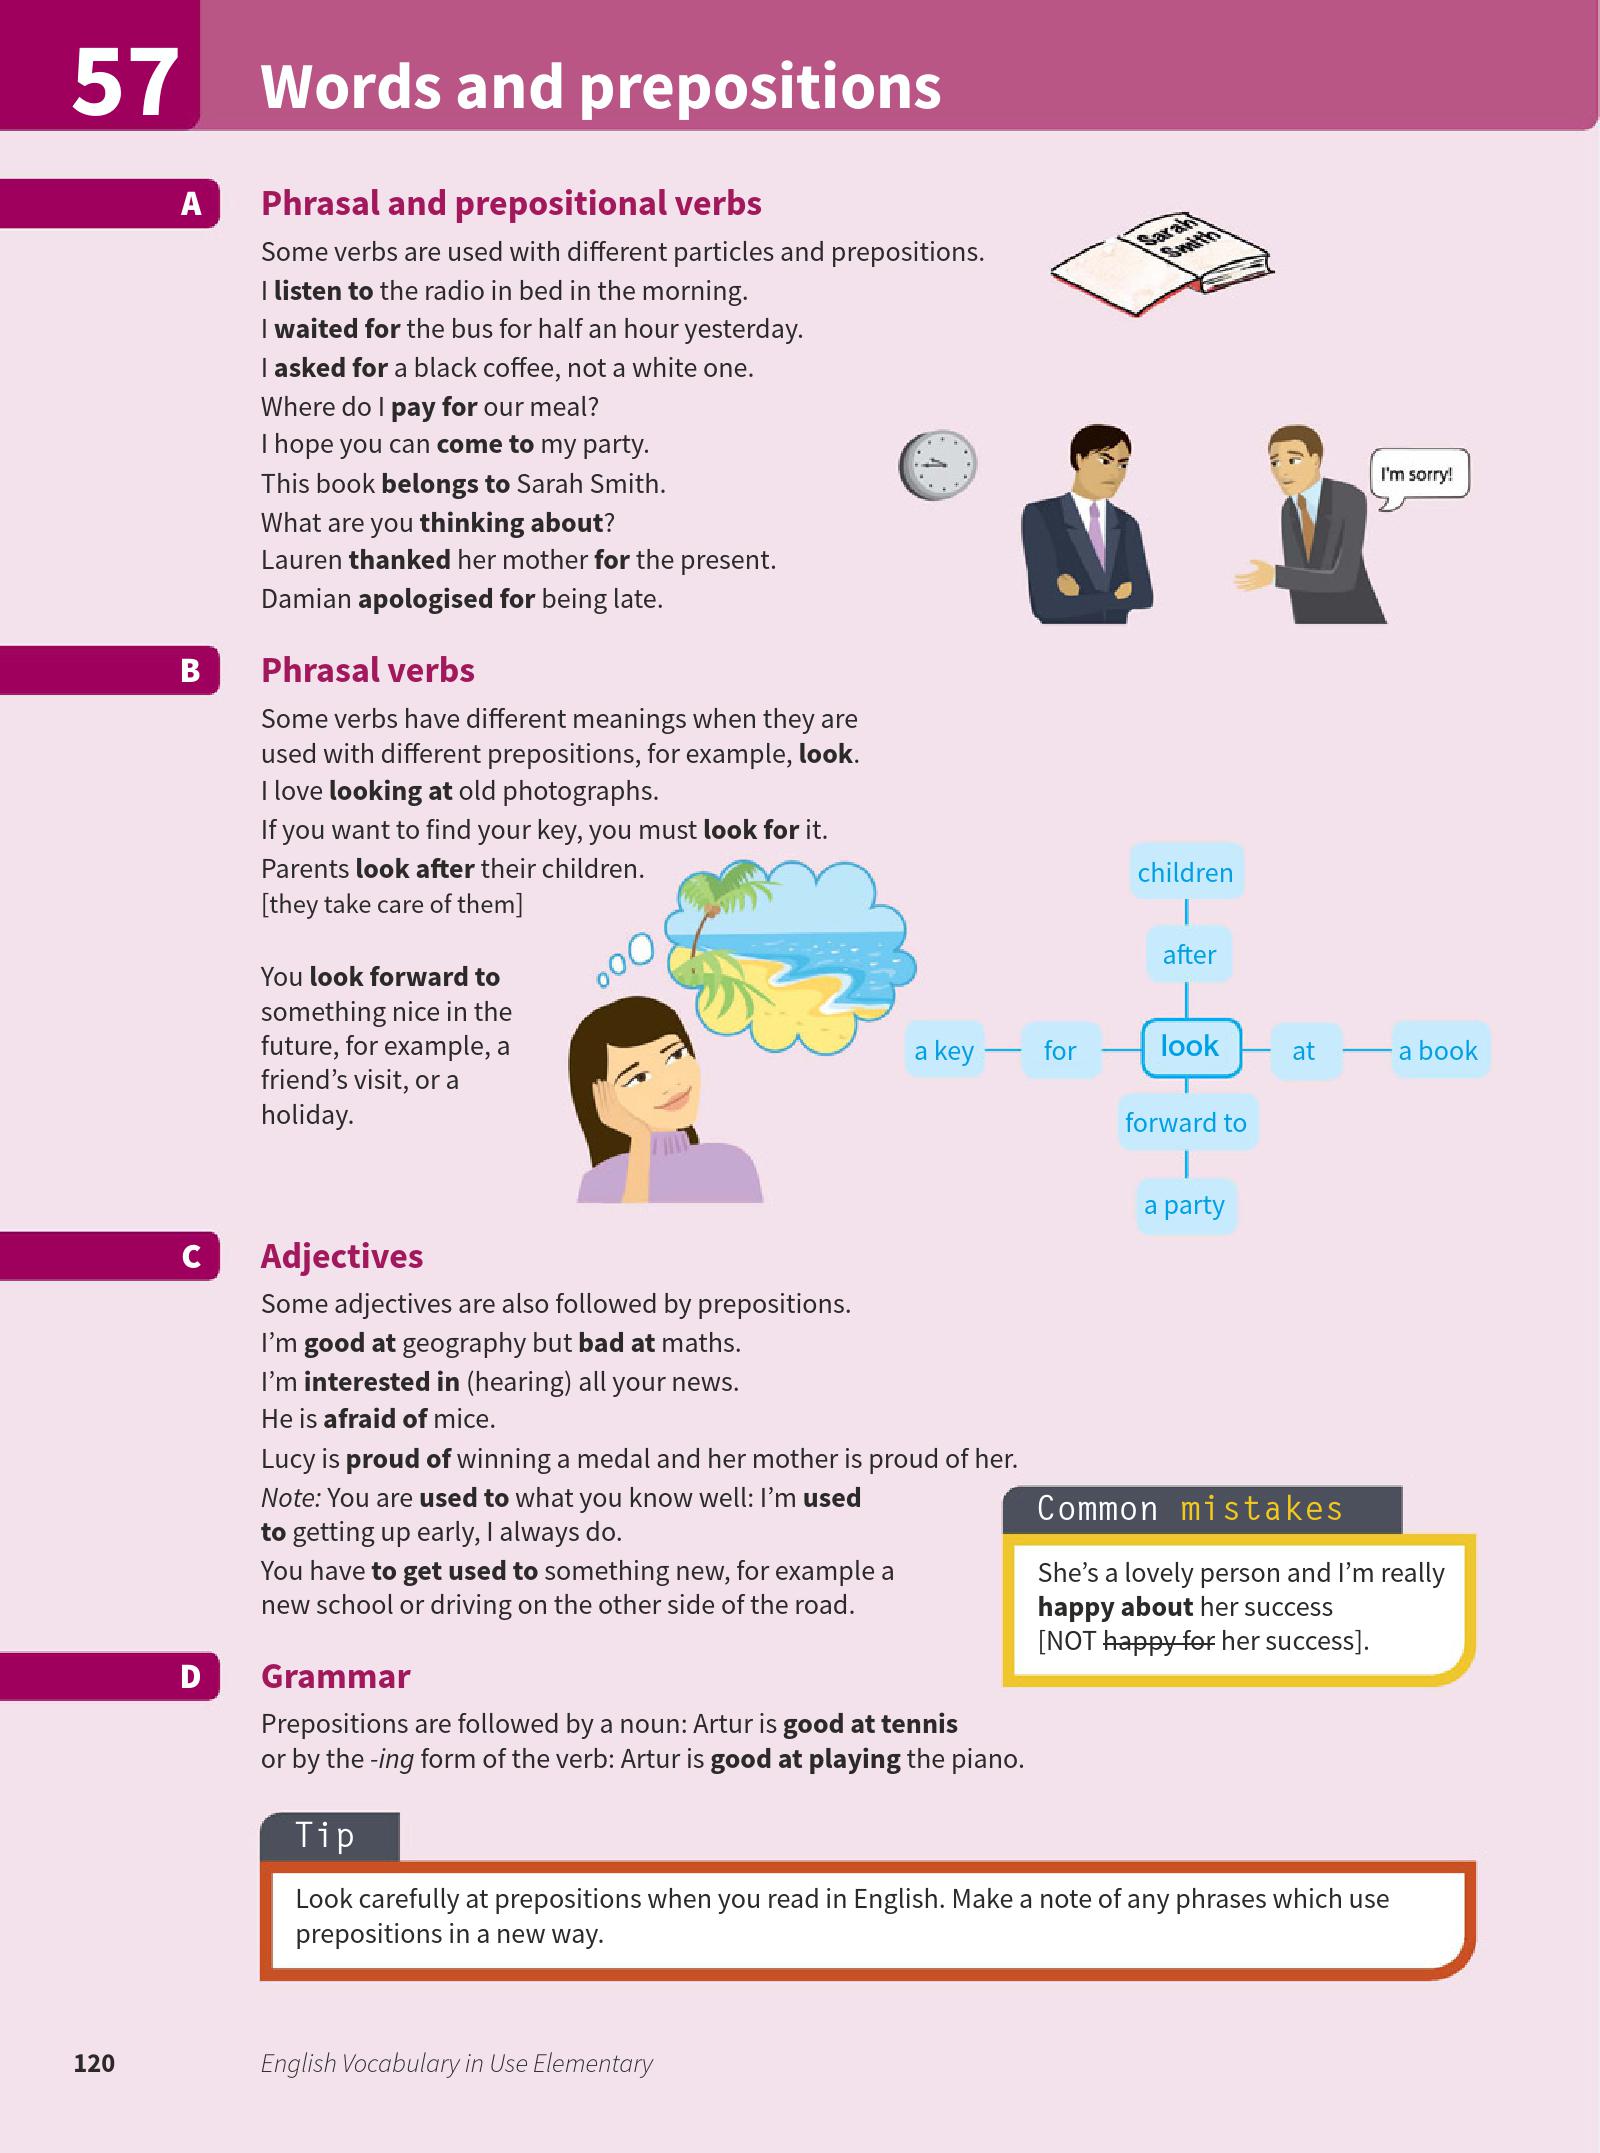 57
Words and prepositions
A
Phrasal and prepositional verbs
Some verbs are used with different particles and prepositions.
I listen to the radio in bed in the morning.
I waited for the bus for half an hour yesterday.
I asked for a black coffee, not a white one.
Where do I pay for our meal?
I hope you can come to my party.
This book belongs to Sarah Smith.
What are you thinking about?
Lauren thanked her mother for the present.
Damian apologised for being late.
Sarah
Smith
I'm sorry!
B
Phrasal verbs
Some verbs have different meanings when they are
used with different prepositions, for example, look.
I love looking at old photographs.
If you want to find your key, you must look for it.
Parents look after their children.
[they take care of them]
You look forward to
something nice in the
future, for example, a
friend's visit, or a
holiday.
children
after
a key for look at a book
forward to
a party
C
Adjectives
Some adjectives are also followed by prepositions.
I'm good at geography but bad at maths.
I'm interested in (hearing) all your news.
He is afraid of mice.
Lucy is proud of winning a medal and her mother is proud of her.
Note: You are used to what you know well: I'm used
to getting up early, I always do.
You have to get used to something new, for example a
new school or driving on the other side of the road.
Common mistakes
She's a lovely person and I'm really
happy about her success
[NOT happy for her success].
D
Grammar
Prepositions are followed by a noun: Artur is good at tennis
or by the -ing form of the verb: Artur is good at playing the piano.
Tip
Look carefully at prepositions when you read in English. Make a note of any phrases which use
prepositions in a new way.
120
English Vocabulary in Use Elementary